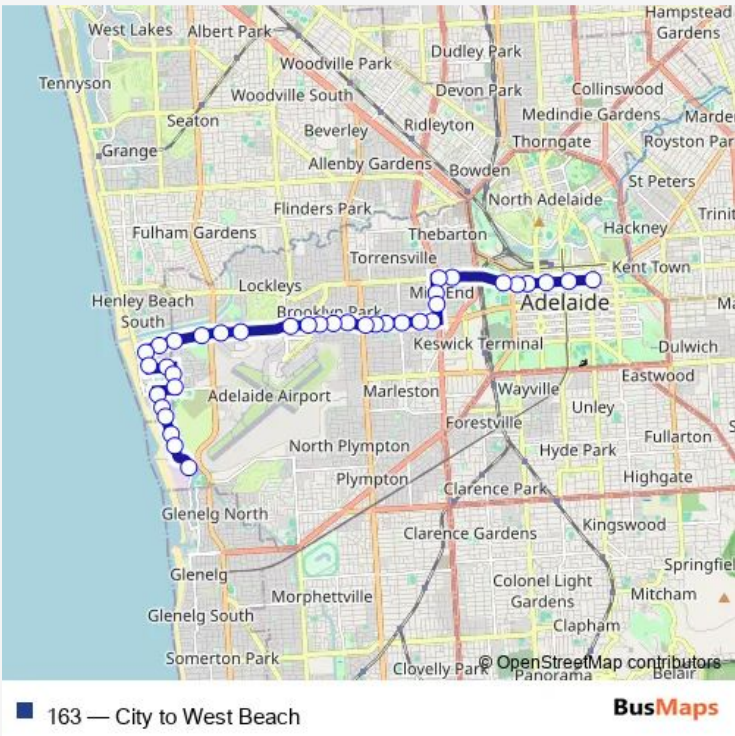 Hampstead
Gardens
West Lakes
Albert Park
Dudley Park
Woodville Park
Tennyson
Devon Park
Collinswood
Woodville South
Medindie Gardens
Seaton
Beverley
Ridleyton
Thorngate
Royston Par
Grange
Allenby Gardens
Bowden
St Peters
North Adelaide
Flinders Park
Fulham Gardens
Thebarton
Hackney
Trinit
Torrensville
Kent Town
Lockleys
Mile End
Adelaide
Henley Beach
South
Brooklyn Park
Keswick Terminal
Dulwich
Eastwood
Adelaide Airport
Marleston
Wayville
Unley
Forestville
Fullarton
North Plympton
Hyde Park
Plympton
Highgate
Clarence Park
Glenelg North
Kingswood
Clarence Gardens
Springfie
Glenelg
Colonel Light
Gardens
Morphettville
Mitcham
Glenelg South
Clapham
Somerton Park
Clovelly Park
© OpenStreetMap contributors
Panorama
Belair
163 — City to West Beach
BusMaps